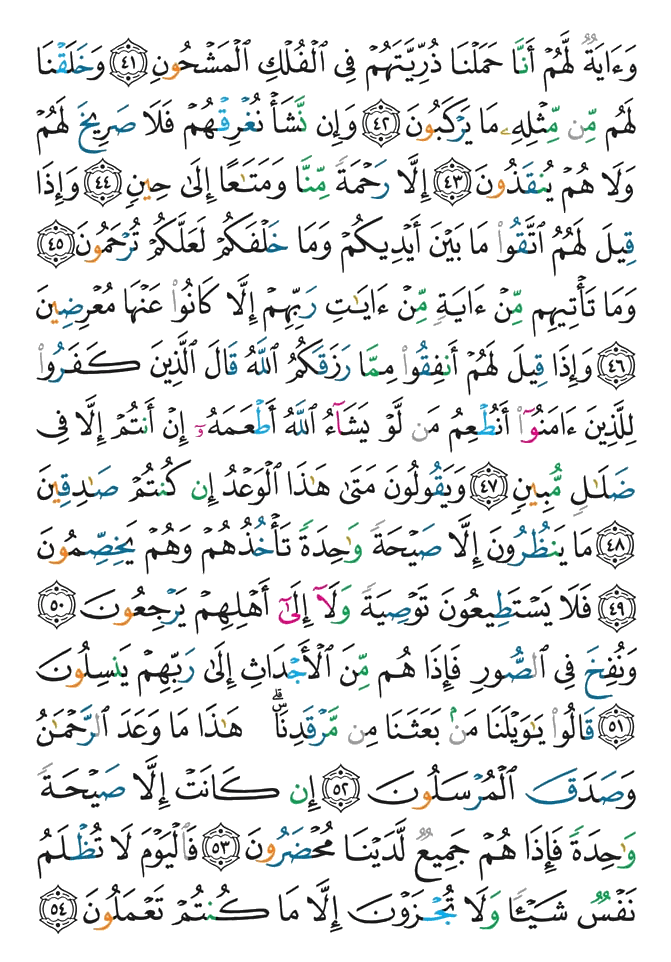 وَءَايَةٌ لَّهُمْ أَنَّا حَمَلْنَا ذُرِّيَّتَهُمْ فِى ٱلْفُلْكِ ٱلْمَشْحُونِ ٤١ وَخَلَقْنَا
لَهُم مِّن مِّثْلِهِۦ مَا يَرْكَبُونَ ٤٢ وَإِن نَّشَأْ نُغْرِقْهُمْ فَلَا صَرِيخَ لَهُمْ
وَلَا هُمْ يُنقَذُونَ ٤٣ إِلَّا رَحْمَةً مِّنَّا وَمَتَـٰعًا إِلَىٰ حِينٍ ٤٤ وَإِذَا
قِيلَ لَهُمُ ٱتَّقُوا۟ مَا بَيْنَ أَيْدِيكُمْ وَمَا خَلْفَكُمْ لَعَلَّكُمْ تُرْحَمُونَ ٤٥
وَمَا تَأْتِيهِم مِّنْ ءَايَةٍ مِّنْ ءَايَـٰتِ رَبِّهِمْ إِلَّا كَانُوا۟ عَنْهَا مُعْرِضِينَ
٤٦ وَإِذَا قِيلَ لَهُمْ أَنفِقُوا۟ مِمَّا رَزَقَكُمُ ٱللَّهُ قَالَ ٱلَّذِينَ كَفَرُوا۟
لِلَّذِينَ ءَامَنُوٓا۟ أَنُطْعِمُ مَن لَّوْ يَشَآءُ ٱللَّهُ أَطْعَمَهُۥٓ إِنْ أَنتُمْ إِلَّا فِى
ضَلَـٰلٍ مُّبِينٍ ٤٧ وَيَقُولُونَ مَتَىٰ هَـٰذَا ٱلْوَعْدُ إِن كُنتُمْ صَـٰدِقِينَ
٤٨ مَا يَنظُرُونَ إِلَّا صَيْحَةً وَٰحِدَةً تَأْخُذُهُمْ وَهُمْ يَخِصِّمُونَ
٤٩ فَلَا يَسْتَطِيعُونَ تَوْصِيَةً وَلَآ إِلَىٰٓ أَهْلِهِمْ يَرْجِعُونَ ٥٠
وَنُفِخَ فِى ٱلصُّورِ فَإِذَا هُم مِّنَ ٱلْأَجْدَاثِ إِلَىٰ رَبِّهِمْ يَنسِلُونَ
٥١ قَالُوا۟ يَـٰوَيْلَنَا مَنۢ بَعَثَنَا مِن مَّرْقَدِنَا ۜ ۗ هَـٰذَا مَا وَعَدَ ٱلرَّحْمَـٰنُ
وَصَدَقَ ٱلْمُرْسَلُونَ ٥٢ إِن كَانَتْ إِلَّا صَيْحَةً
وَٰحِدَةً فَإِذَا هُمْ جَمِيعٌ لَّدَيْنَا مُحْضَرُونَ ٥٣ فَٱلْيَوْمَ لَا تُظْلَمُ
نَفْسٌ شَيْـًٔا وَلَا تُجْزَوْنَ إِلَّا مَا كُنتُمْ تَعْمَلُونَ ٥٤